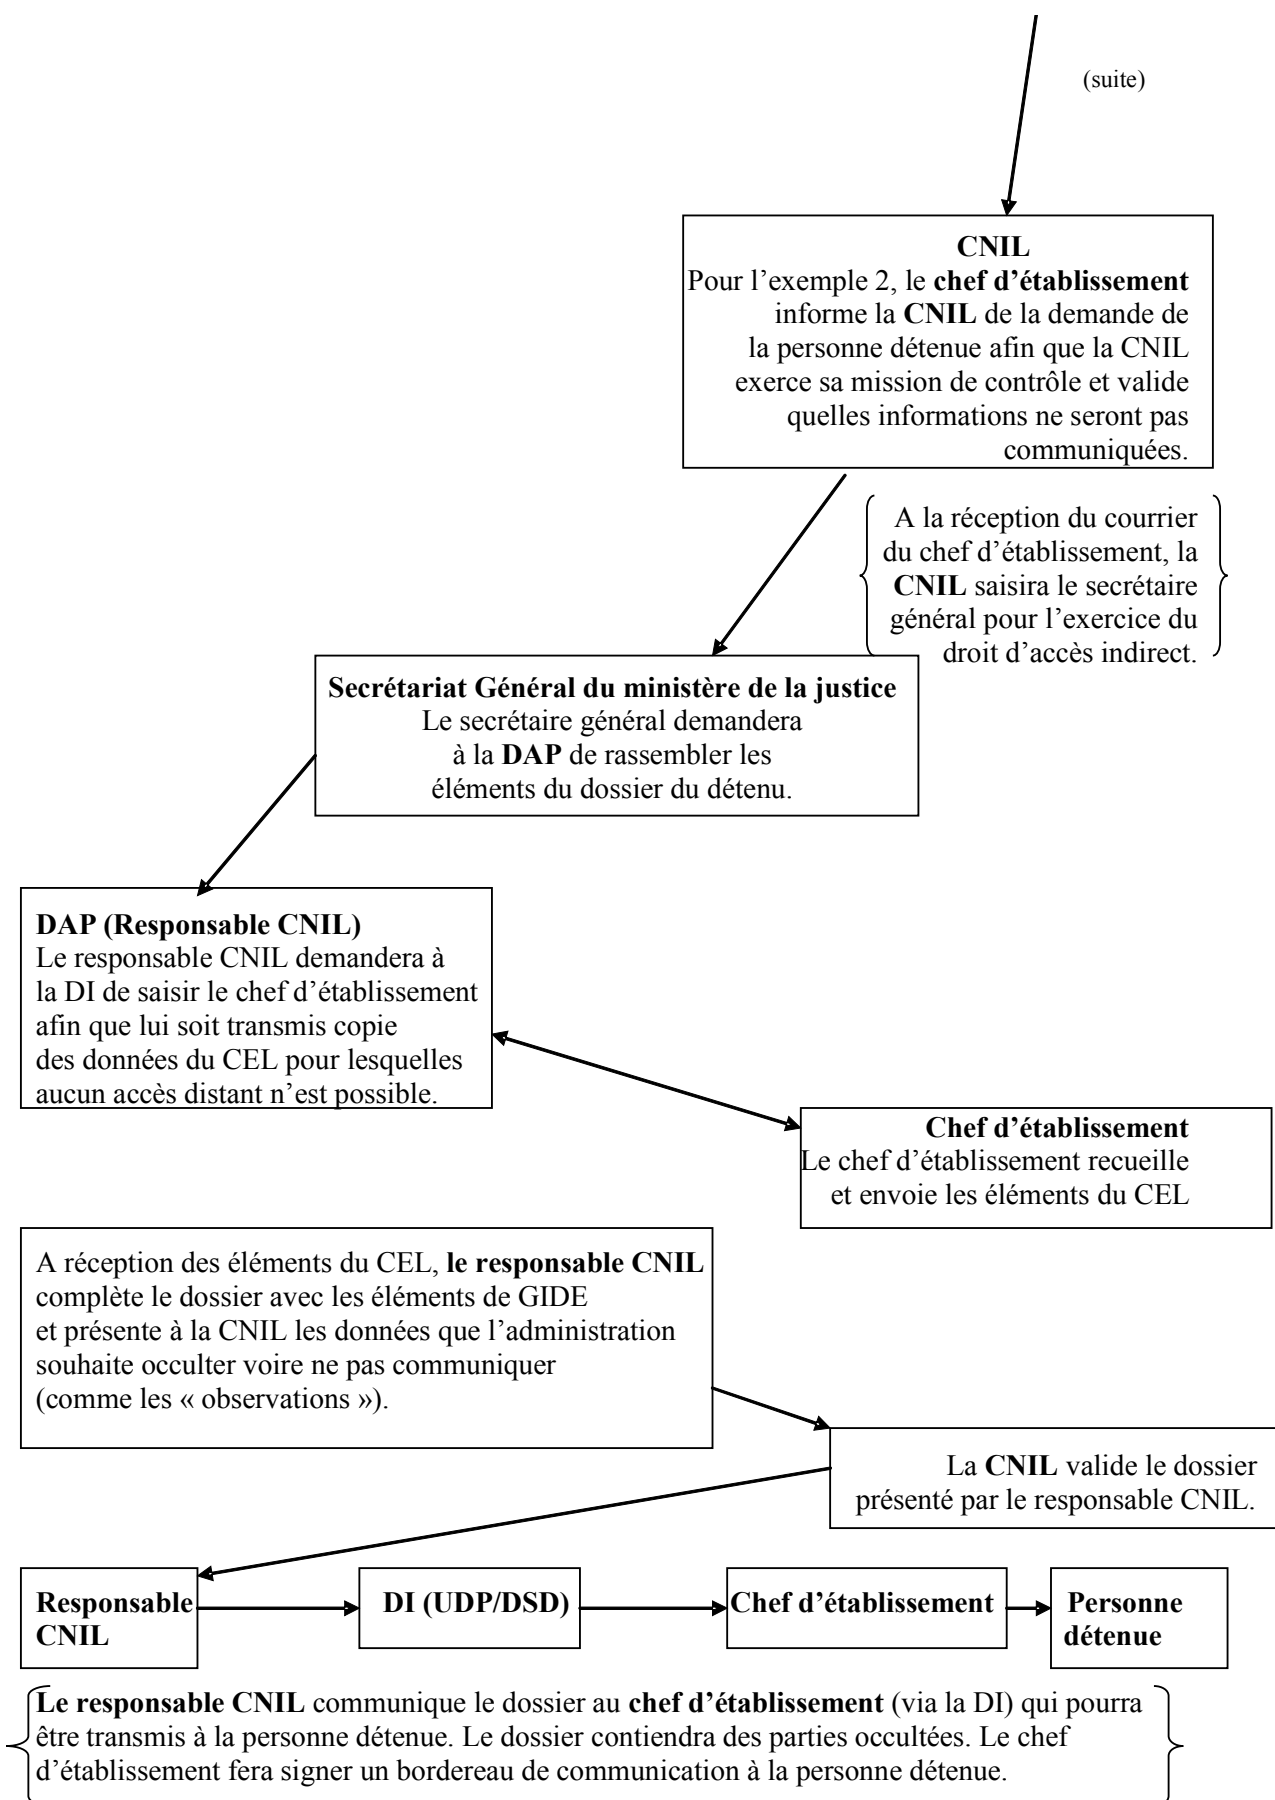 (suite)
CNIL
Pour l’exemple 2, le chef d’établissement
informe la CNIL de la demande de
la personne détenue afin que la CNIL
exerce sa mission de contrôle et valide
quelles informations ne seront pas
communiquées.
A la réception du courrier
du chef d’établissement, la
CNIL saisira le secrétaire
général pour l’exercice du
droit d’accès indirect.
Secrétariat Général du ministère de la justice
Le secrétaire général demandera
à la DAP de rassembler les
éléments du dossier du détenu.
DAP (Responsable CNIL)
Le responsable CNIL demandera à
la DI de saisir le chef d’établissement
afin que lui soit transmis copie
des données du CEL pour lesquelles
aucun accès distant n’est possible.
Chef d’établissement
Le chef d’établissement recueille
et envoie les éléments du CEL
A réception des éléments du CEL, le responsable CNIL
complète le dossier avec les éléments de GIDE
et présente à la CNIL les données que l’administration
souhaite occulter voire ne pas communiquer
(comme les « observations »).
La CNIL valide le dossier
présenté par le responsable CNIL.
Responsable
CNIL
DI (UDP/DSD)
Chef d’établissement
Personne
détenue
Le responsable CNIL communique le dossier au chef d’établissement (via la DI) qui pourra
être transmis à la personne détenue. Le dossier contiendra des parties occultées. Le chef
d’établissement fera signer un bordereau de communication à la personne détenue.